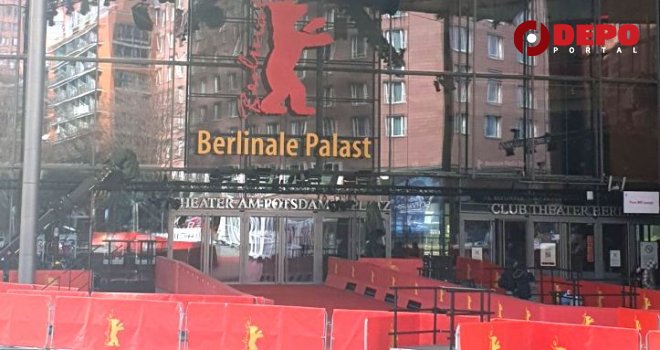 DEPO
PORTAL
Berlinale Palast
THEATER AM POTSDAMER PLATZ
CLUB THEATER BERLIN